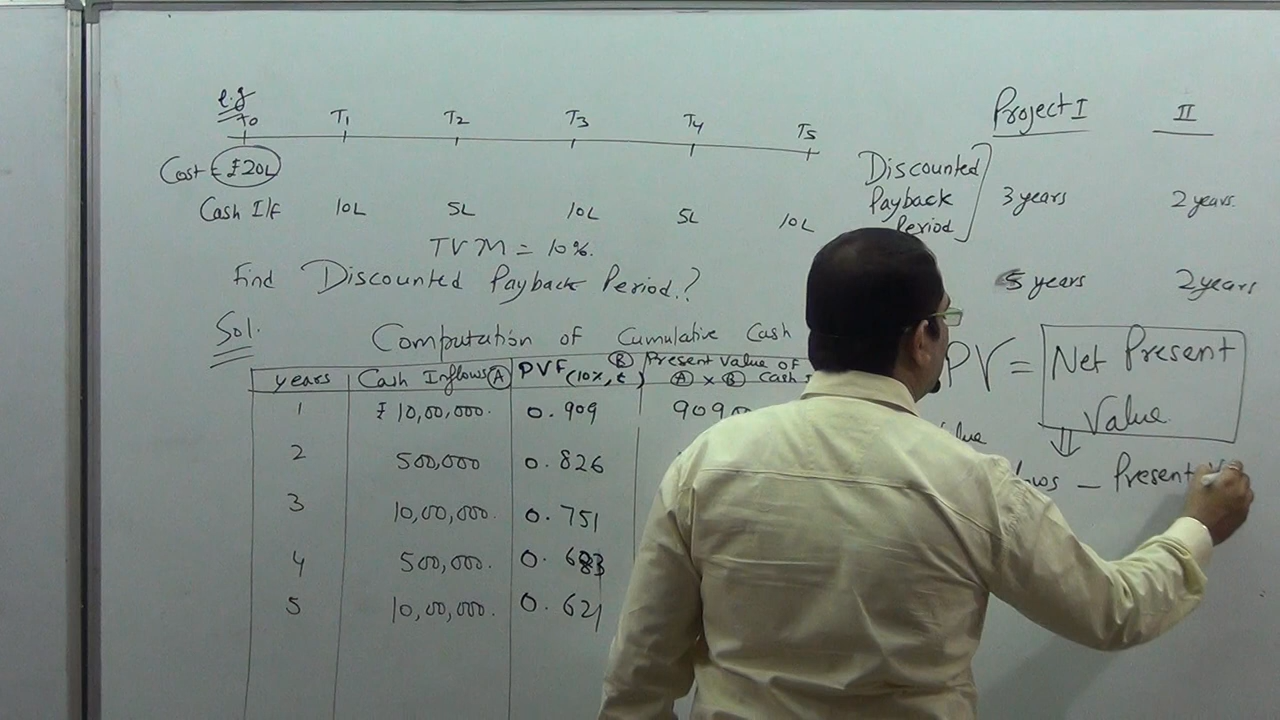 e.g
T0 T1 T2 T3 T4 T5
Cost ₹20L
Cash I/F 10L 5L 10L 5L 10L
TVM = 10%.
Find Discounted Payback Period.?
Sol. Computation of Cumulative Cash
years Cash Inflows (A) PVF(10%, t) (B) Present Value of
(A) x (B) Cash
1 ₹10,00,000. 0.909 9090
2 500,000 0.826
3 10,00,000. 0.751
4 500,000. 0.683
5 10,00,000. 0.621
Project I II
Discounted
Payback
Period
3 years 2 years.
5 years 2 years
PV = Net Present
Value
Present